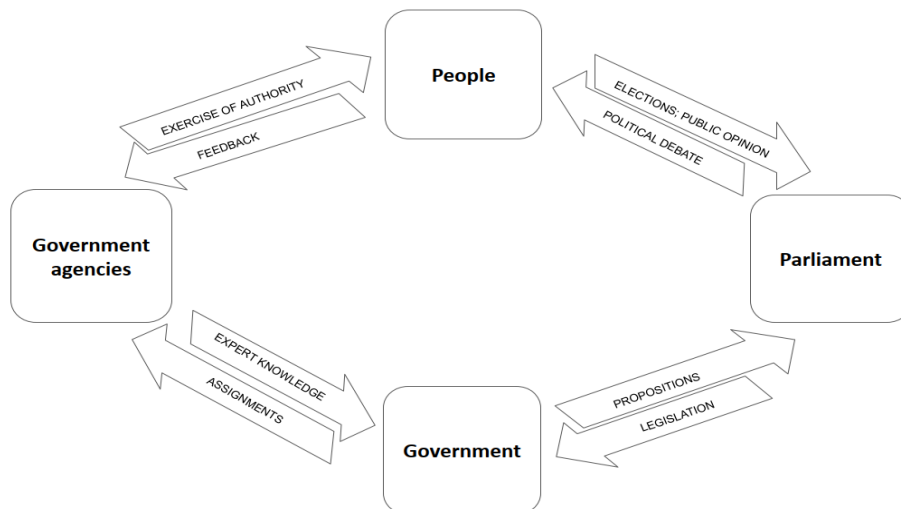 People
EXERCISE OF AUTHORITY
FEEDBACK
ELECTIONS; PUBLIC OPINION
POLITICAL DEBATE
Government
agencies
Parliament
EXPERT KNOWLEDGE
ASSIGNMENTS
PROPOSITIONS
LEGISLATION
Government